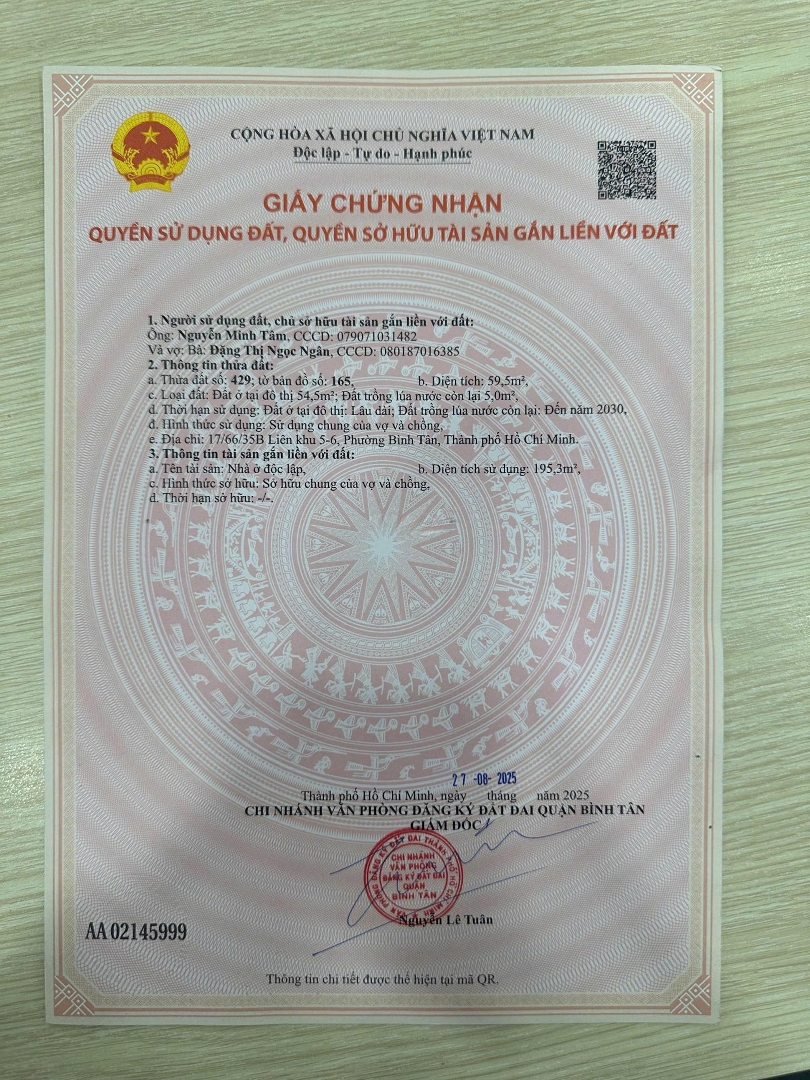 CỘNG HÒA XÃ HỘI CHỦ NGHĨA VIỆT NAM
Độc lập - Tự do - Hạnh phúc
GIẤY CHỨNG NHẬN
QUYỀN SỬ DỤNG ĐẤT, QUYỀN SỞ HỮU TÀI SẢN GẮN LIỀN VỚI ĐẤT
1. Người sử dụng đất, chủ sở hữu tài sản gắn liền với đất:
Ông: Nguyễn Minh Tâm, CCCD: 079071031482
Và vợ: Bà: Đặng Thị Ngọc Ngân, CCCD: 080187016385
2. Thông tin thửa đất:
a. Thửa đất số: 429; tờ bản đồ số: 165, b. Diện tích: 59,5m²,
c. Loại đất: Đất ở tại đô thị 54,5m²; Đất trồng lúa nước còn lại 5,0m²,
d. Thời hạn sử dụng: Đất ở tại đô thị: Lâu dài; Đất trồng lúa nước còn lại: Đến năm 2030,
đ. Hình thức sử dụng: Sử dụng chung của vợ và chồng,
e. Địa chỉ: 17/66/35B Liên khu 5-6, Phường Bình Tân, Thành phố Hồ Chí Minh.
3. Thông tin tài sản gắn liền với đất:
a. Tên tài sản: Nhà ở độc lập, b. Diện tích sử dụng: 195,3m²,
c. Hình thức sở hữu: Sở hữu chung của vợ và chồng,
d. Thời hạn sở hữu: -/-.
27 -08- 2025
Thành phố Hồ Chí Minh, ngày tháng năm 2025
CHI NHÁNH VĂN PHÒNG ĐĂNG KÝ ĐẤT ĐAI QUẬN BÌNH TÂN
GIÁM ĐỐC
VĂN PHÒNG ĐĂNG KÝ ĐẤT ĐAI THÀNH PHỐ HỒ CHÍ MINH
CHI NHÁNH
VĂN PHÒNG
ĐĂNG KÝ ĐẤT ĐAI
QUẬN
BÌNH TÂN
Nguyễn Lê Tuân
AA 02145999
Thông tin chi tiết được thể hiện tại mã QR.